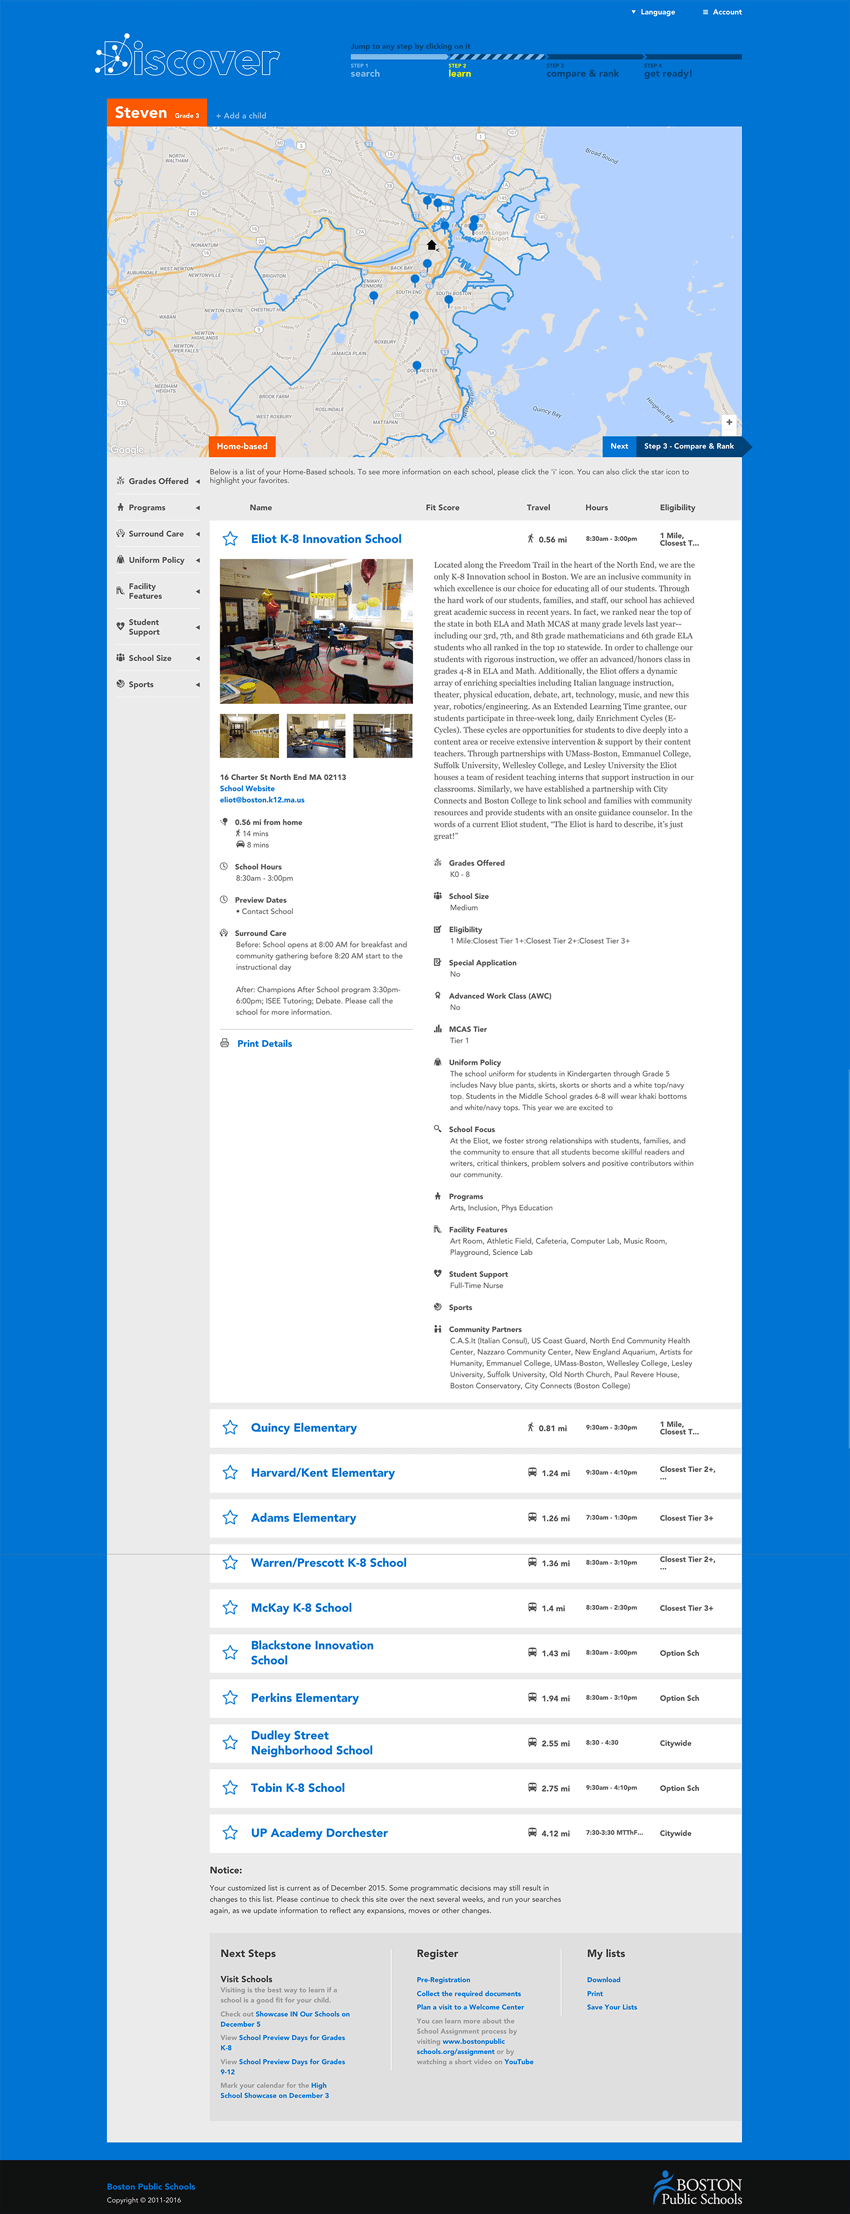 Language
Account
Discover
Jump to any step by clicking on it
STEP 1
search
STEP 2
learn
STEP 3
compare & rank
STEP 4
get ready!
Steven Grade 3
+ Add a child
Broad Sound
NORTH WALTHAM
WALTHAM
NONANTUM
WEST NEWTON
AUBURNDALE
NEWTONVILLE
BRIGHTON
NEWTON CENTRE
WABAN
NEWTON HIGHLANDS
NEWTON UPPER FALLS
NEEDHAM HEIGHTS
BACK BAY
FENWAY/ KENMORE
SOUTH END
SOUTH BOSTON
ROXBURY
JAMAICA PLAIN
BROOK FARM
WEST ROXBURY
ROSLINDALE
MATTAPAN
Quincy Bay
Hingham Bay
Google
+
Home-based
Next
Step 3 - Compare & Rank
Grades Offered
Programs
Surround Care
Uniform Policy
Facility
Features
Student
Support
School Size
Sports
Below is a list of your Home-Based schools. To see more information on each school, please click the 'i' icon. You can also click the star icon to
highlight your favorites.
Name Fit Score Travel Hours Eligibility
Eliot K-8 Innovation School 0.56 mi 8:30am - 3:00pm 1 Mile,
Closest T...
Located along the Freedom Trail in the heart of the North End, we are the
only K-8 Innovation school in Boston. We are an inclusive community in
which excellence is our choice for educating all of our students. Through
the hard work of our students, families, and staff, our school has achieved
great academic success in recent years. In fact, we ranked near the top of
the state in both ELA and Math MCAS at many grade levels last year--
including our 3rd, 7th, and 8th grade mathematicians and 6th grade ELA
students who all ranked in the top 10 statewide. In order to challenge our
students with rigorous instruction, we offer an advanced/honors class in
grades 4-8 in ELA and Math. Additionally, the Eliot offers a dynamic
array of enriching specialties including Italian language instruction,
theater, physical education, debate, art, technology, music, and new this
year, robotics/engineering. As an Extended Learning Time grantee, our
students participate in three-week long, daily Enrichment Cycles (E-
Cycles). These cycles are opportunities for students to dive deeply into a
content area or receive extensive intervention & support by their content
teachers. Through partnerships with UMass-Boston, Emmanuel College,
Suffolk University, Wellesley College, and Lesley University the Eliot
houses a team of resident teaching interns that support instruction in our
classrooms. Similarly, we have established a partnership with City
Connects and Boston College to link school and families with community
resources and provide students with an onsite guidance counselor. In the
words of a current Eliot student, "The Eliot is hard to describe, it's just
great!"
16 Charter St North End MA 02113
School Website
eliot@boston.k12.ma.us
0.56 mi from home
14 mins
8 mins
School Hours
8:30am - 3:00pm
Preview Dates
• Contact School
Surround Care
Before: School opens at 8:00 AM for breakfast and
community gathering before 8:20 AM start to the
instructional day
After: Champions After School program 3:30pm-
6:00pm; ISEE Tutoring; Debate. Please call the
school for more information.
Print Details
Grades Offered
K0 - 8
School Size
Medium
Eligibility
1 Mile:Closest Tier 1+:Closest Tier 2+:Closest Tier 3+
Special Application
No
Advanced Work Class (AWC)
No
MCAS Tier
Tier 1
Uniform Policy
The school uniform for students in Kindergarten through Grade 5
includes Navy blue pants, skirts, skorts or shorts and a white top/navy
top. Students in the Middle School grades 6-8 will wear khaki bottoms
and white/navy tops. This year we are excited to
School Focus
At the Eliot, we foster strong relationships with students, families, and
the community to ensure that all students become skillful readers and
writers, critical thinkers, problem solvers and positive contributors within
our community.
Programs
Arts, Inclusion, Phys Education
Facility Features
Art Room, Athletic Field, Cafeteria, Computer Lab, Music Room,
Playground, Science Lab
Student Support
Full-Time Nurse
Sports
Community Partners
C.A.S.It (Italian Consul), US Coast Guard, North End Community Health
Center, Nazzaro Community Center, New England Aquarium, Artists for
Humanity, Emmanuel College, UMass-Boston, Wellesley College, Lesley
University, Suffolk University, Old North Church, Paul Revere House,
Boston Conservatory, City Connects (Boston College)
Quincy Elementary 0.81 mi 9:30am - 3:30pm 1 Mile,
Closest T...
Harvard/Kent Elementary 1.24 mi 9:30am - 4:10pm Closest Tier 2+,
...
Adams Elementary 1.26 mi 7:30am - 1:30pm Closest Tier 3+
Warren/Prescott K-8 School 1.36 mi 8:30am - 3:10pm Closest Tier 2+,
...
McKay K-8 School 1.4 mi 8:30am - 2:30pm Closest Tier 3+
Blackstone Innovation
School 1.43 mi 8:30am - 3:00pm Option Sch
Perkins Elementary 1.94 mi 8:30am - 3:10pm Option Sch
Dudley Street
Neighborhood School 2.55 mi 8:30 - 4:30 Citywide
Tobin K-8 School 2.75 mi 9:30am - 4:10pm Option Sch
UP Academy Dorchester 4.12 mi 7:30-3:30 MTThF... Citywide
Notice:
Your customized list is current as of December 2015. Some programmatic decisions may still result in
changes to this list. Please continue to check this site over the next several weeks, and run your searches
again, as we update information to reflect any expansions, moves or other changes.
Next Steps
Visit Schools
Visiting is the best way to learn if a
school is a good fit for your child.
Check out Showcase IN Our Schools on
December 5
View School Preview Days for Grades
K-8
View School Preview Days for Grades
9-12
Mark your calendar for the High
School Showcase on December 3
Register
Pre-Registration
Collect the required documents
Plan a visit to a Welcome Center
You can learn more about the
School Assignment process by
visiting www.bostonpublic
schools.org/assignment or by
watching a short video on YouTube
My lists
Download
Print
Save Your Lists
Boston Public Schools
Copyright © 2011-2016
BOSTON
Public Schools